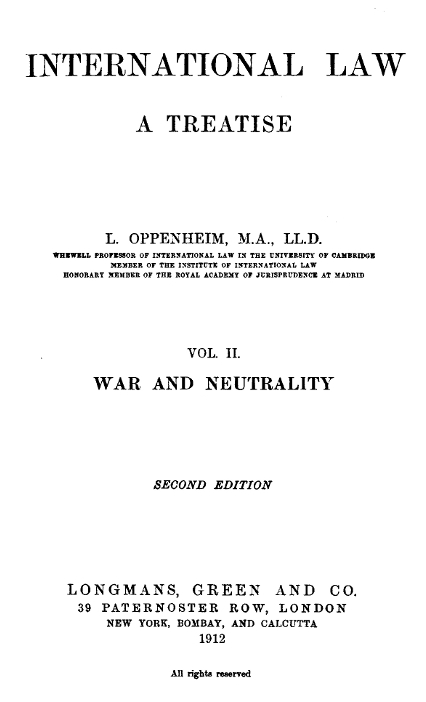 INTERNATIONAL LAW
A TREATISE
L. OPPENHEIM, M.A., LL.D.
WHEWELL PROFESSOR OF INTERNATIONAL LAW IN THE UNIVERSITY OF CAMBRIDGE
MEMBER OF THE INSTITUTE OF INTERNATIONAL LAW
HONORARY MEMBER OF THE ROYAL ACADEMY OF JURISPRUDENCE AT MADRID
VOL. II.
WAR AND NEUTRALITY
SECOND EDITION
LONGMANS, GREEN AND CO.
39 PATERNOSTER ROW, LONDON
NEW YORK, BOMBAY, AND CALCUTTA
1912
All rights reserved